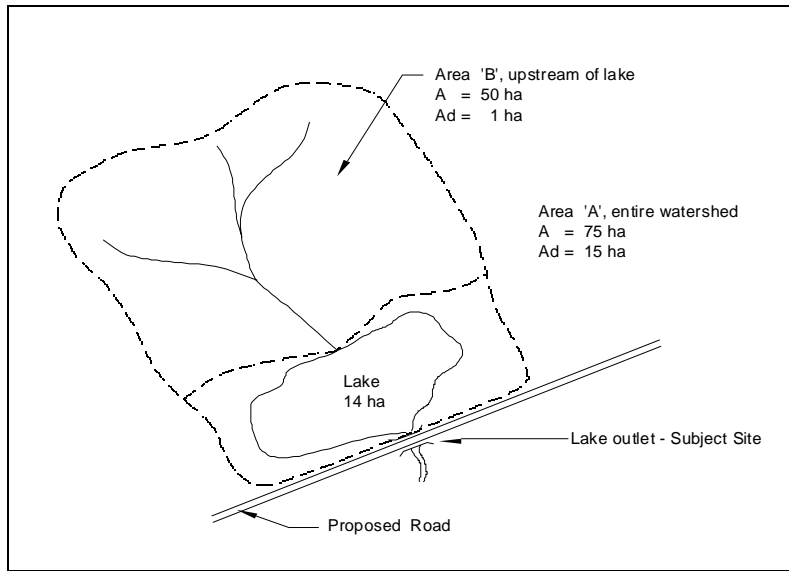 Area 'B', upstream of lake
A = 50 ha
Ad = 1 ha
Area 'A', entire watershed
A = 75 ha
Ad = 15 ha
Lake
14 ha
Lake outlet - Subject Site
Proposed Road